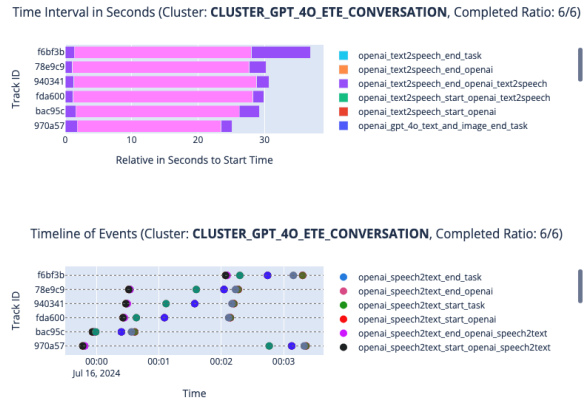 Time Interval in Seconds (Cluster: CLUSTER_GPT_4O_ETE_CONVERSATION, Completed Ratio: 6/6)
Track ID
f6bf3b
78e9c9
940341
fda600
bac95c
970a57
0 10 20 30
Relative in Seconds to Start Time
openai_text2speech_end_task
openai_text2speech_end_openai
openai_text2speech_end_openai_text2speech
openai_text2speech_start_openai_text2speech
openai_text2speech_start_openai
openai_gpt_4o_text_and_image_end_task
Timeline of Events (Cluster: CLUSTER_GPT_4O_ETE_CONVERSATION, Completed Ratio: 6/6)
Track ID
f6bf3b
78e9c9
940341
fda600
bac95c
970a57
00:00 00:01 00:02 00:03
Jul 16, 2024
Time
openai_speech2text_end_task
openai_speech2text_end_openai
openai_speech2text_start_task
openai_speech2text_start_openai
openai_speech2text_end_openai_speech2text
openai_speech2text_start_openai_speech2text